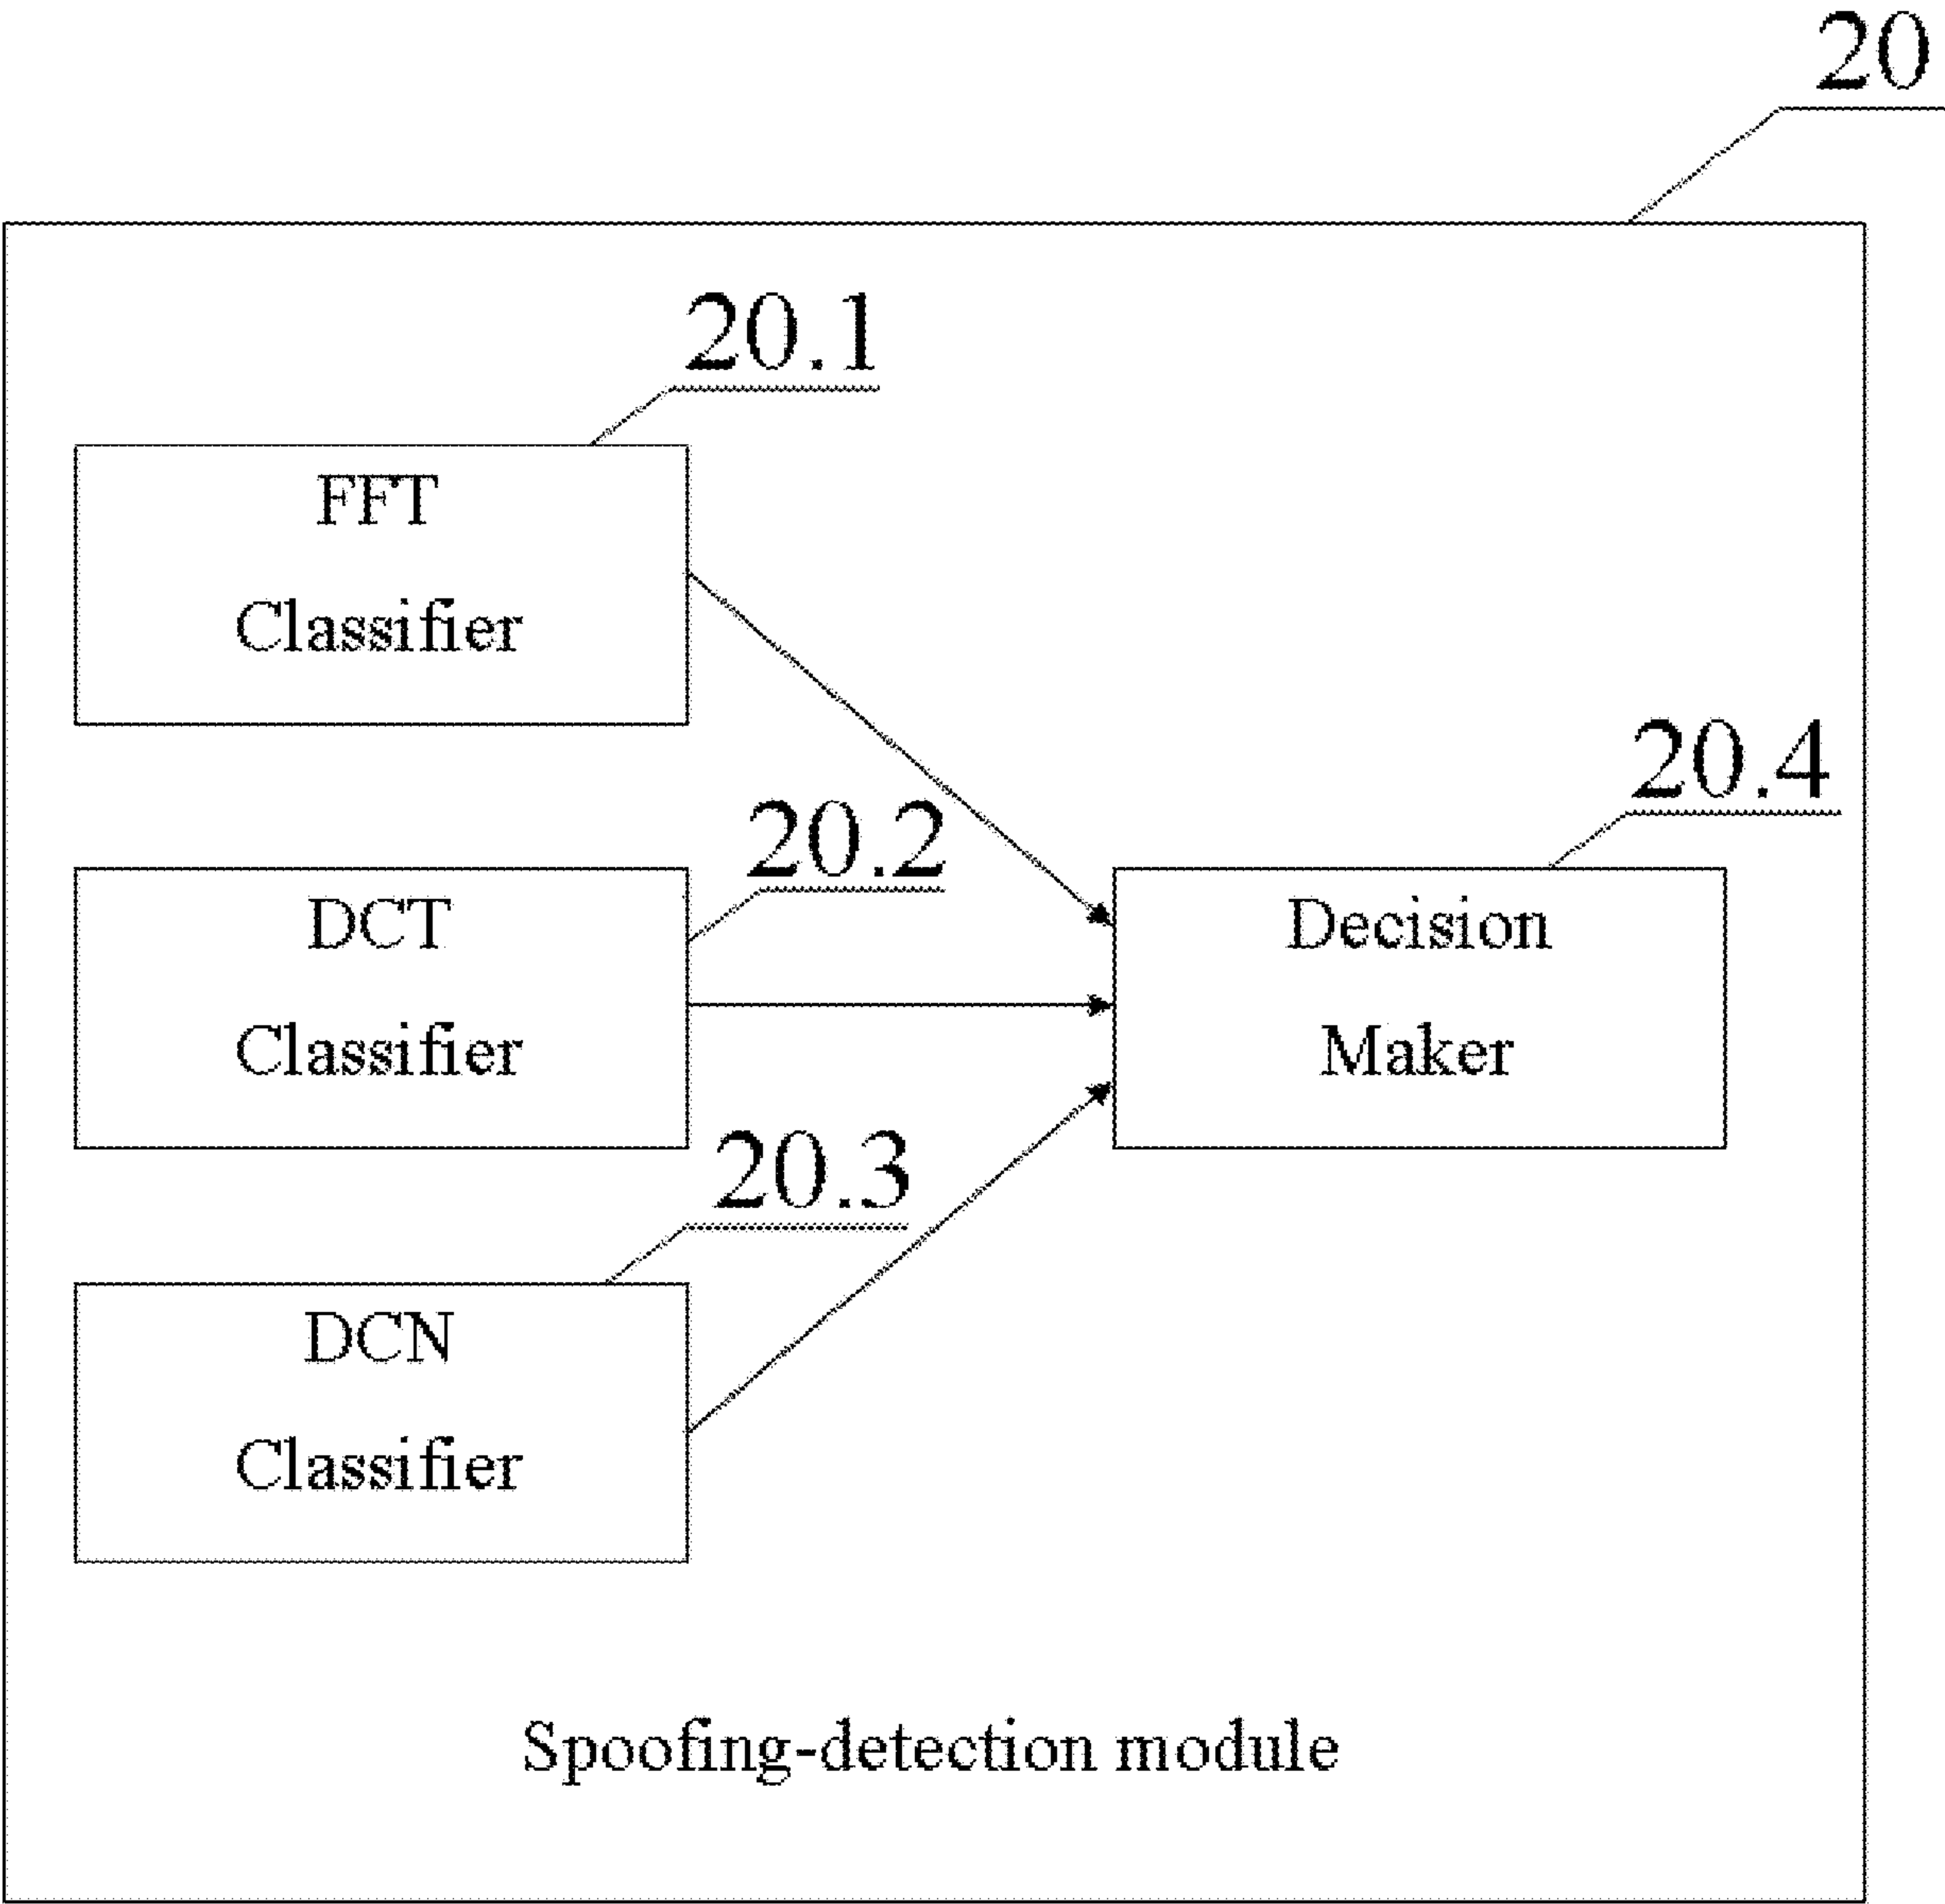 20
20.1
FFT
Classifier
20.2
DCT
Classifier
20.3
DCN
Classifier
20.4
Decision
Maker
Spoofing-detection module